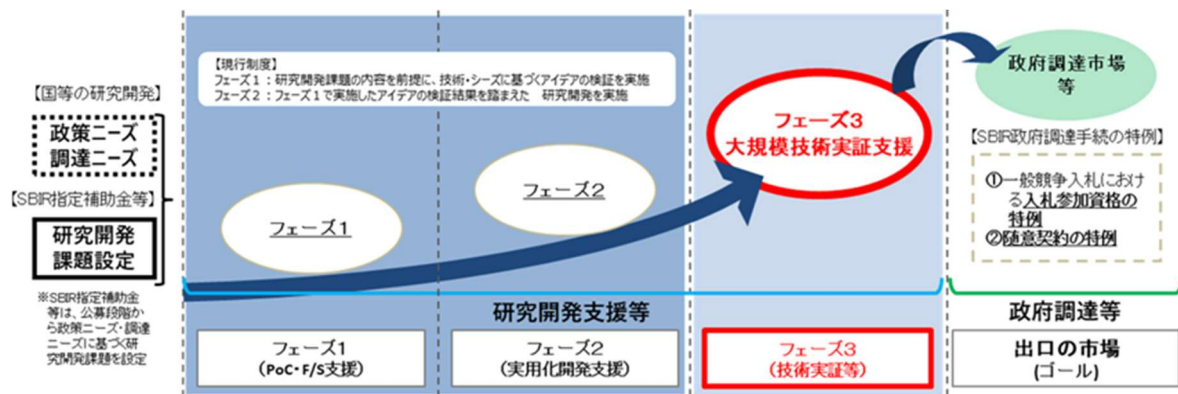 【国等の研究開発】
政策ニーズ
調達ニーズ
【SBIR指定補助金等】
研究開発
課題設定
※SBIR指定補助金
等は、公募段階か
ら政策ニーズ・調達
ニーズに基づく研
究開発課題を設定
【現行制度】
フェーズ1：研究開発課題の内容を前提に、技術・シーズに基づくアイデアの検証を実施
フェーズ2：フェーズ1で実施したアイデアの検証結果を踏まえた　研究開発を実施
フェーズ1
フェーズ2
フェーズ3
大規模技術実証支援
政府調達市場
等
【SBIR政府調達手続の特例】
①一般競争入札におけ
る入札参加資格の
特例
②随意契約の特例
研究開発支援等
政府調達等
フェーズ1
（PoC・F/S支援）
フェーズ2
（実用化開発支援）
フェーズ3
（技術実証等）
出口の市場
(ゴール)